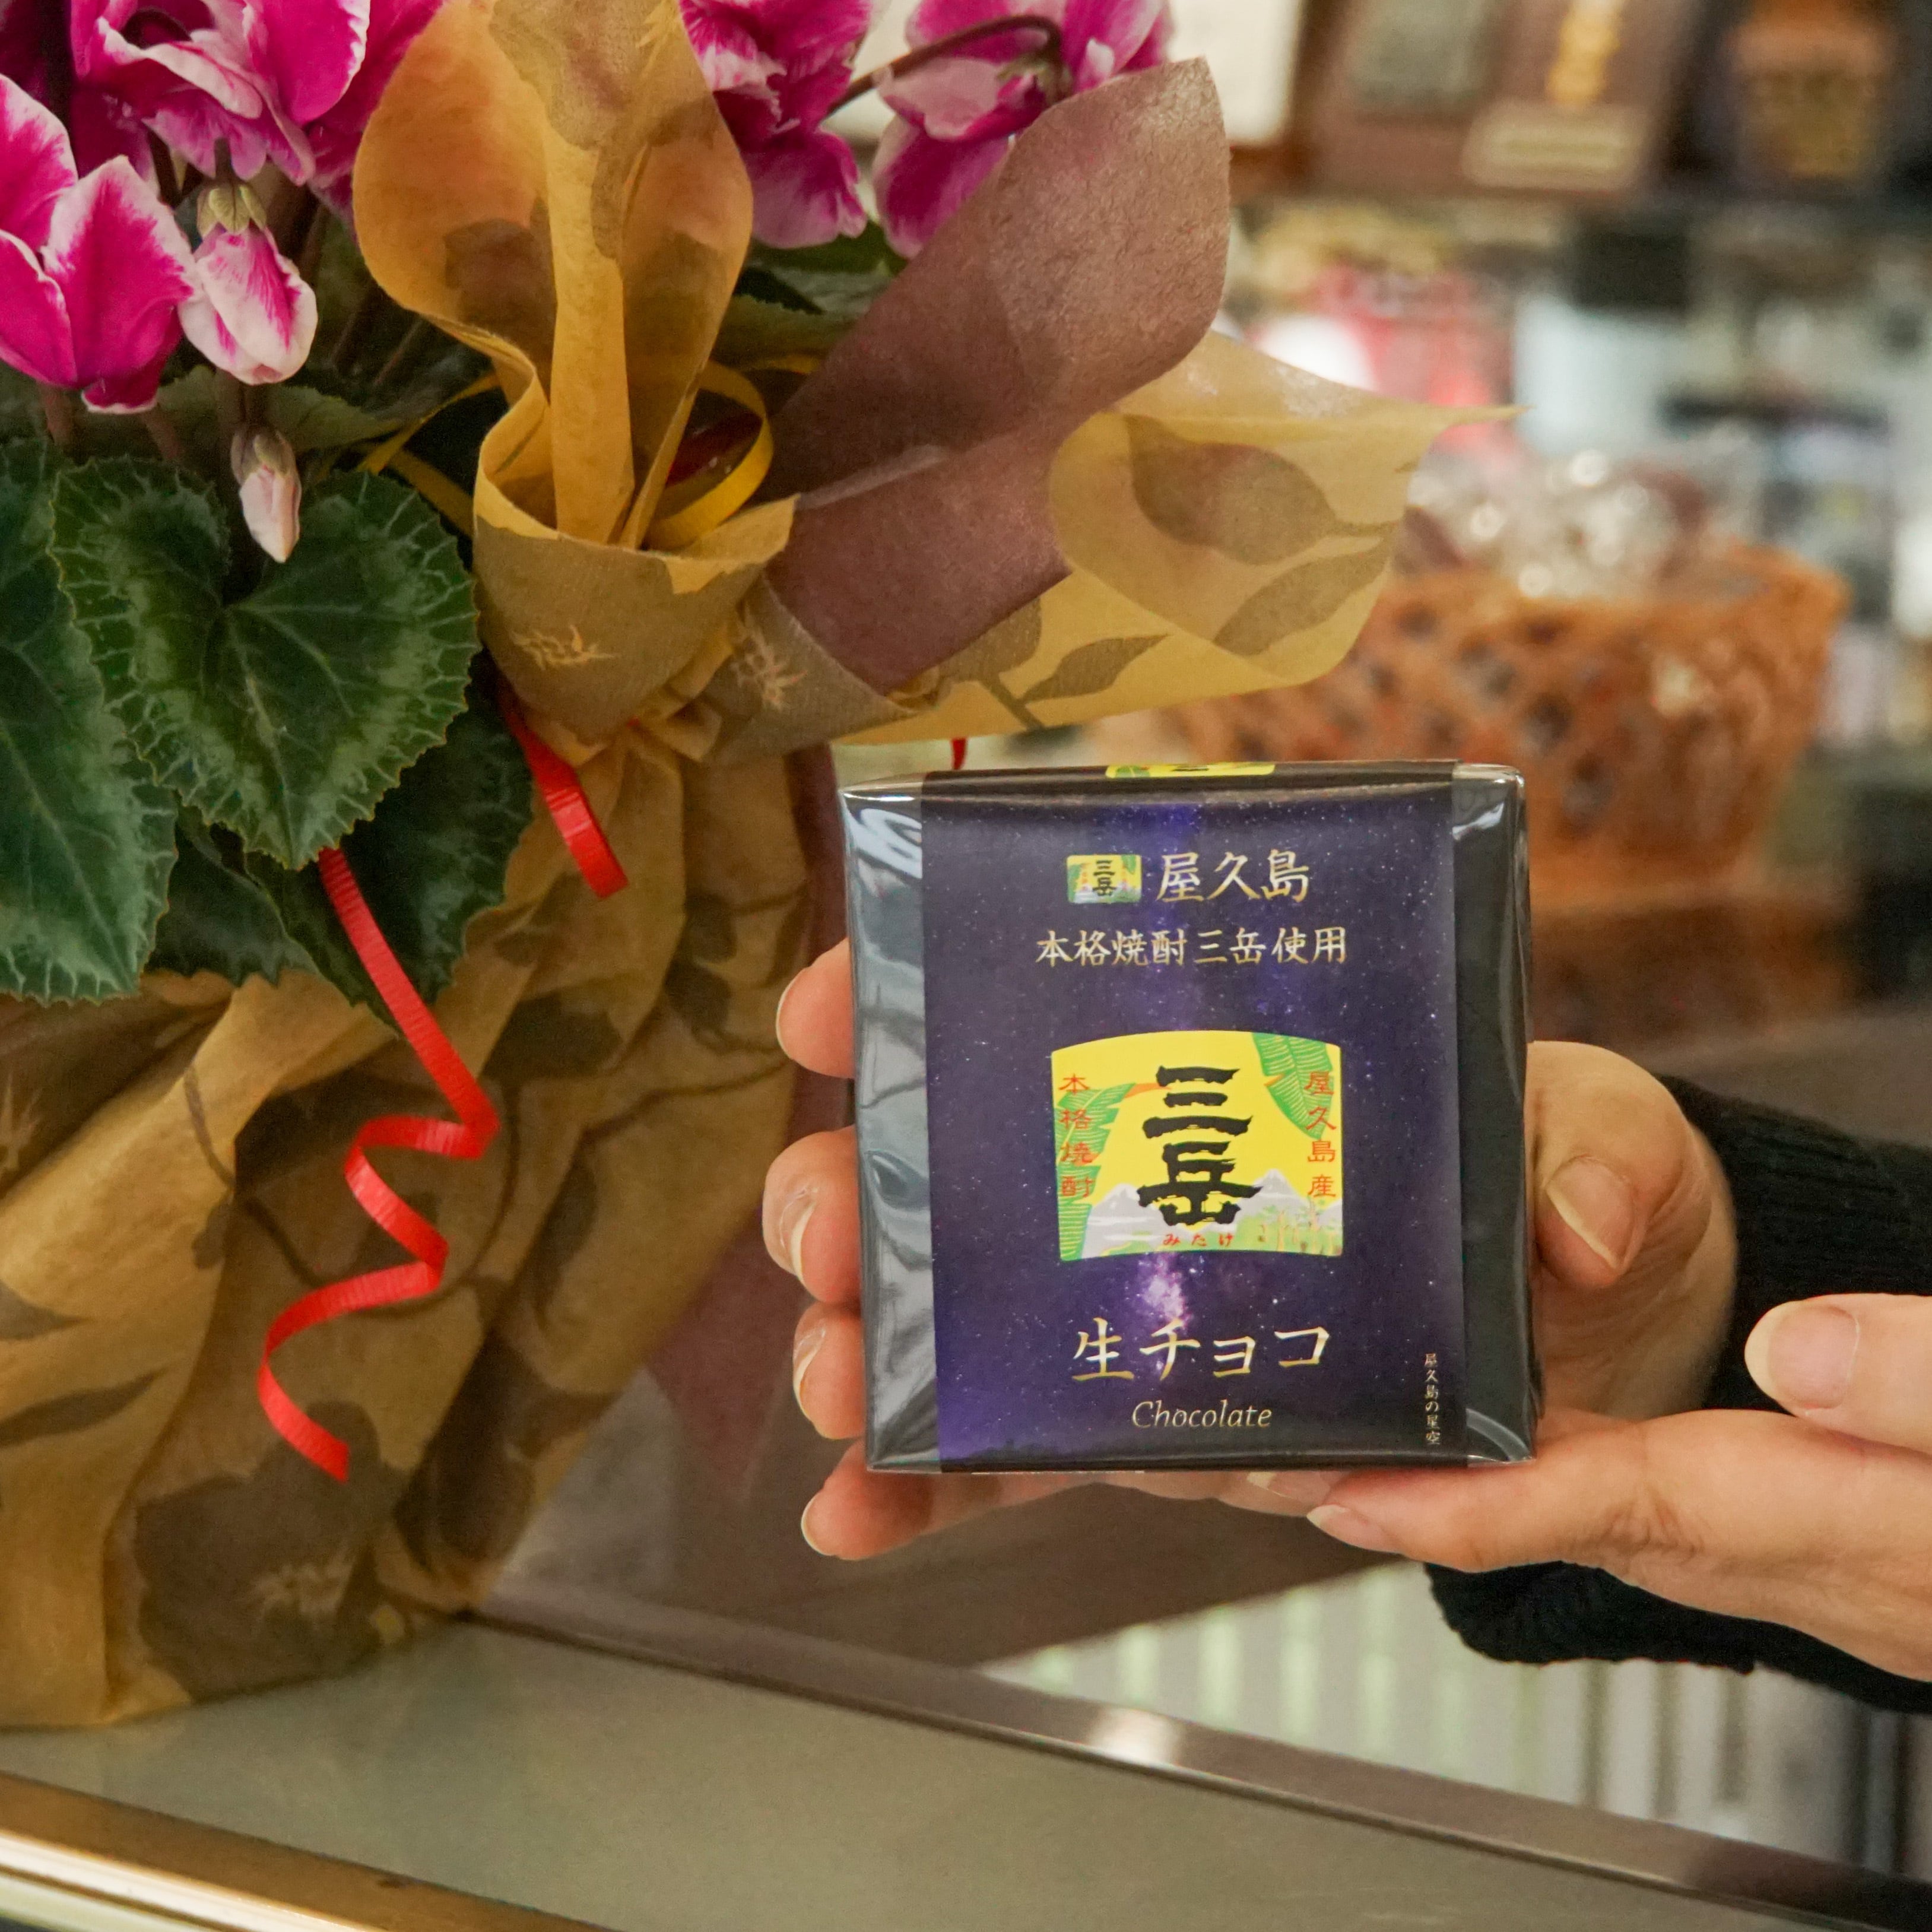 三岳 屋久島
本格焼酎三岳使用
本格焼酎
三岳
屋久島産
みたけ
生チョコ
Chocolate
屋久島の星空